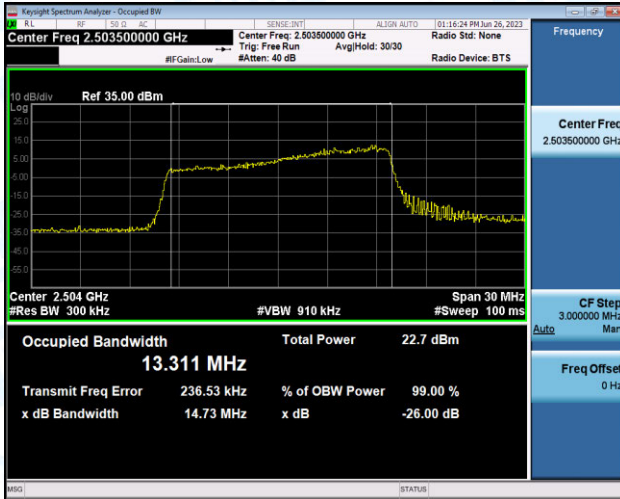 Keysight Spectrum Analyzer - Occupied BW
RL RF 50 Ω AC SENSE:INT ALIGN AUTO 01:16:24 PM Jun 26, 2023
Center Freq 2.503500000 GHz
Center Freq: 2.503500000 GHz
Radio Std: None
Trig: Free Run Avg|Hold: 30/30
#IFGain:Low #Atten: 40 dB Radio Device: BTS
10 dB/div Ref 35.00 dBm
Log
25.0
15.0
5.00
-5.00
-15.0
-25.0
-35.0
-45.0
-55.0
Center 2.504 GHz Span 30 MHz
#Res BW 300 kHz #VBW 910 kHz #Sweep 100 ms
Occupied Bandwidth Total Power 22.7 dBm
13.311 MHz
Transmit Freq Error 236.53 kHz % of OBW Power 99.00 %
x dB Bandwidth 14.73 MHz x dB -26.00 dB
MSG STATUS
Frequency
Center Freq
2.503500000 GHz
CF Step
3.000000 MHz
Auto Man
Freq Offset
0 Hz